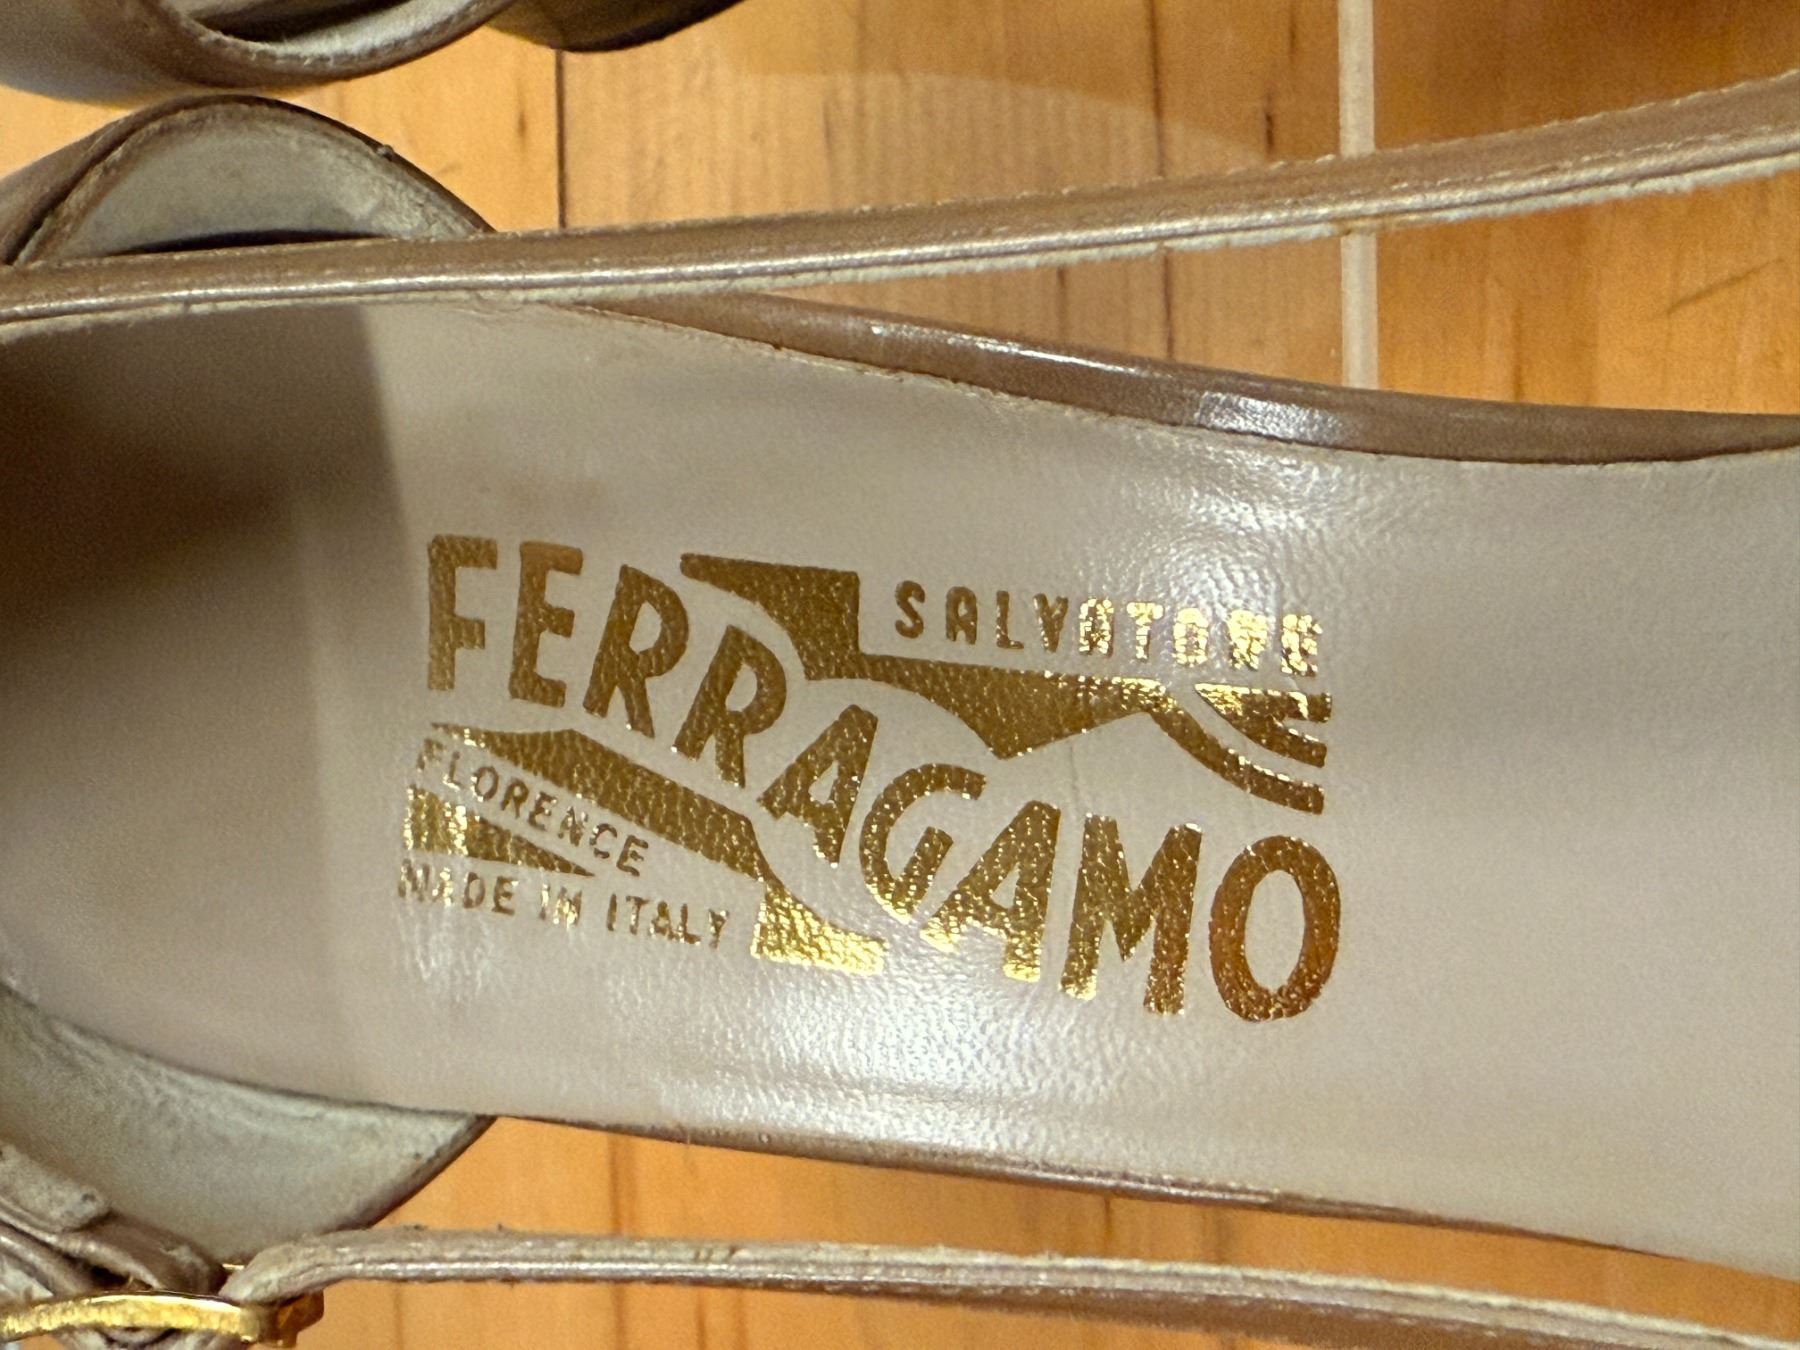 SALVATORE
FERRAGAMO
FLORENCE
MADE IN ITALY